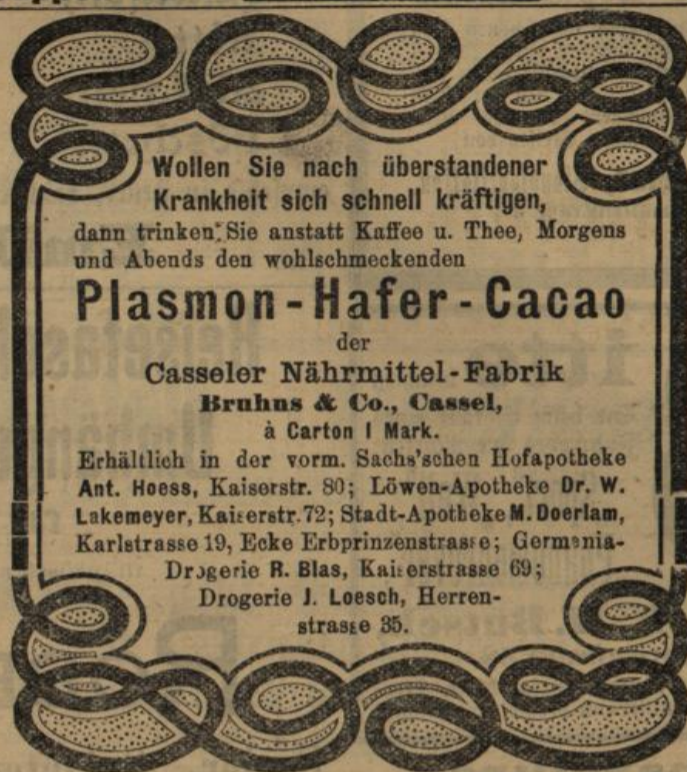 Wollen Sie nach überstandener
Krankheit sich schnell kräftigen,
dann trinken Sie anstatt Kaffee u. Thee, Morgens
und Abends den wohlschmeckenden
Plasmon-Hafer-Cacao
der
Casseler Nährmittel-Fabrik
Bruhns & Co., Cassel,
à Carton 1 Mark.
Erhältlich in der vorm. Sachs'schen Hofapotheke
Ant. Hoess, Kaiserstr. 80; Löwen-Apotheke Dr. W.
Lakemeyer, Kaiserstr. 72; Stadt-Apotheke M. Doerlam,
Karlstrasse 19, Ecke Erbprinzenstrasse; Germania-
Drogerie R. Blas, Kaiserstrasse 69;
Drogerie J. Loesch, Herren-
strasse 35.